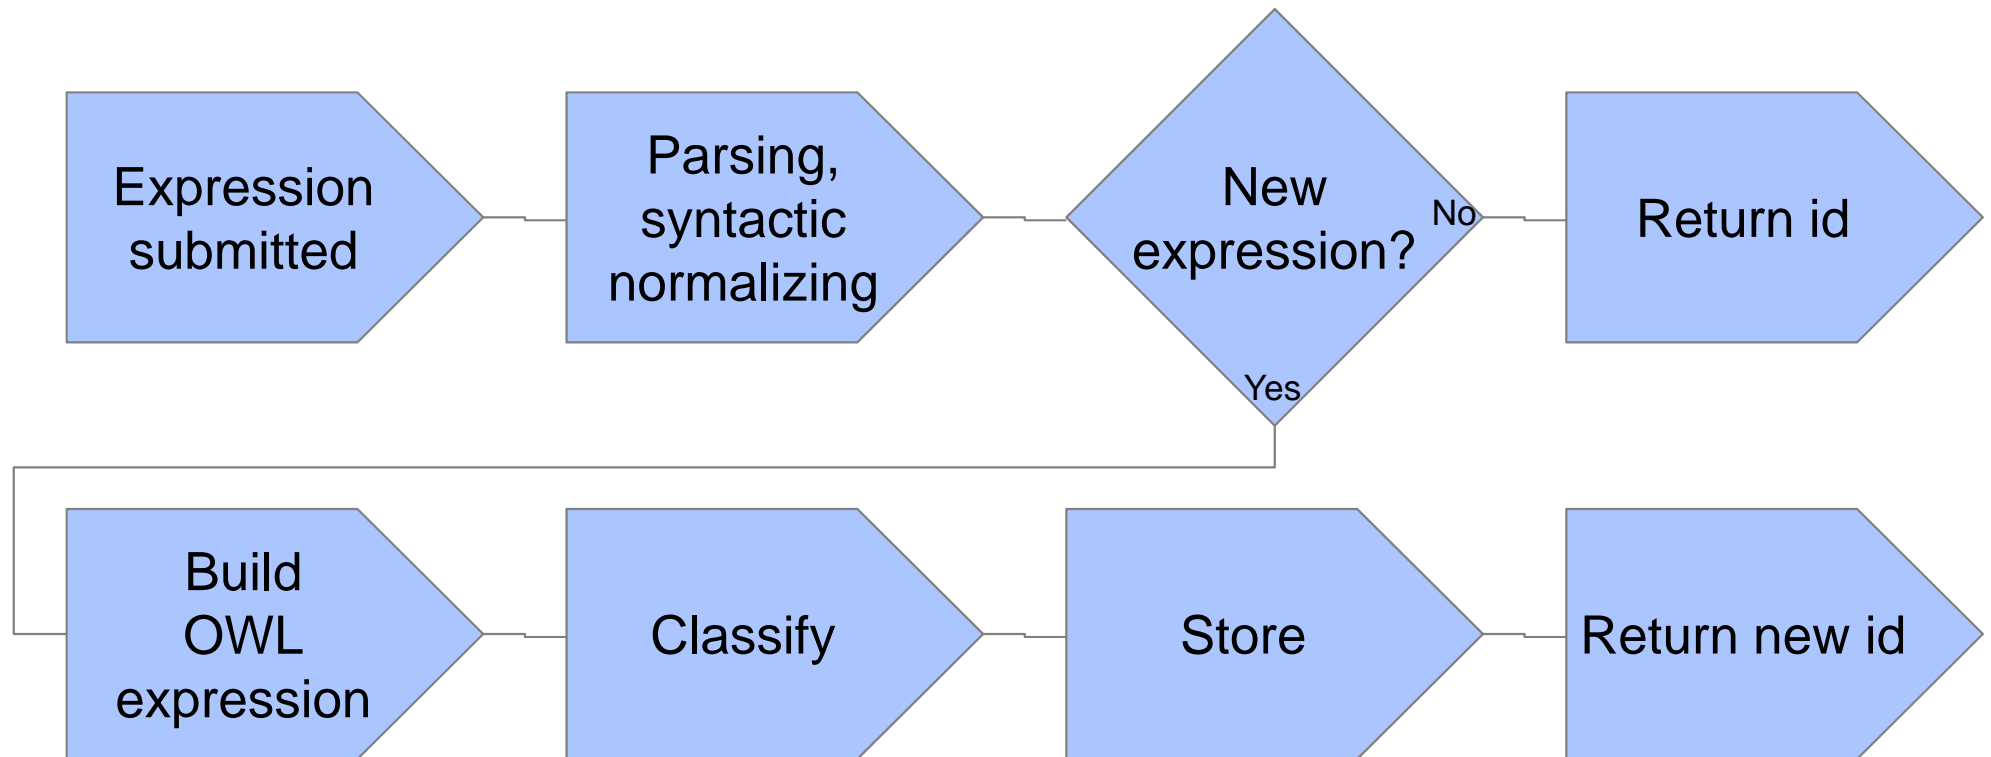 Expression
submitted
Parsing,
syntactic
normalizing
New
expression?
No
Yes
Return id
Build
OWL
expression
Classify
Store
Return new id